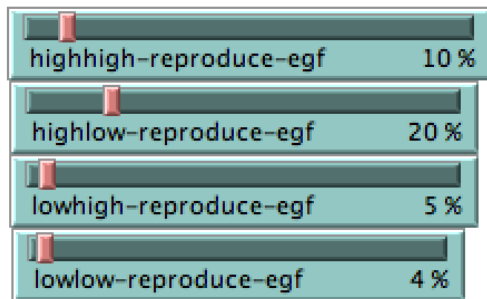 highhigh-reproduce-egf 10 %
highlow-reproduce-egf 20 %
lowhigh-reproduce-egf 5 %
lowlow-reproduce-egf 4 %